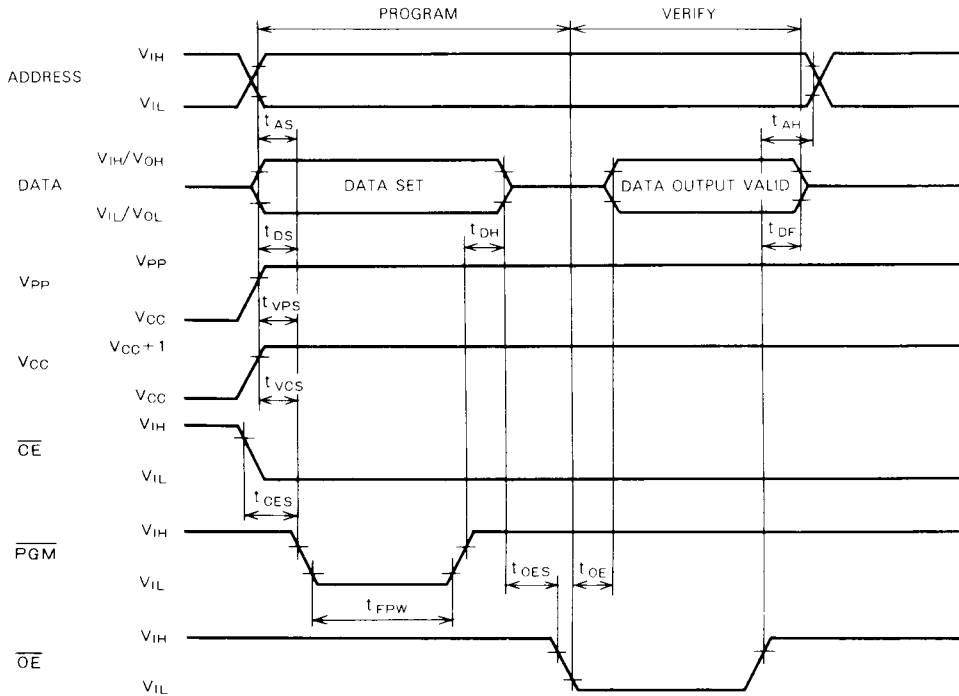 PROGRAM VERIFY
ADDRESS
VIH
VIL
tAS
tAH
DATA
VIH/VOH
VIL/VOL
DATA SET
DATA OUTPUT VALID
tDS
tDH
tDF
VPP
VPP
VCC
tVPS
VCC
VCC+1
VCC
tVCS
CE
VIH
VIL
tCES
PGM
VIH
VIL
tFPW
tOES
tOE
OE
VIH
VIL